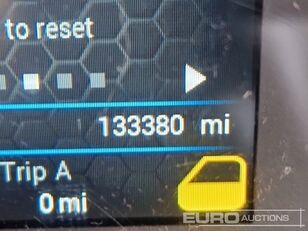 to reset
133380 mi
Trip A
0 mi
EURO AUCTIONS